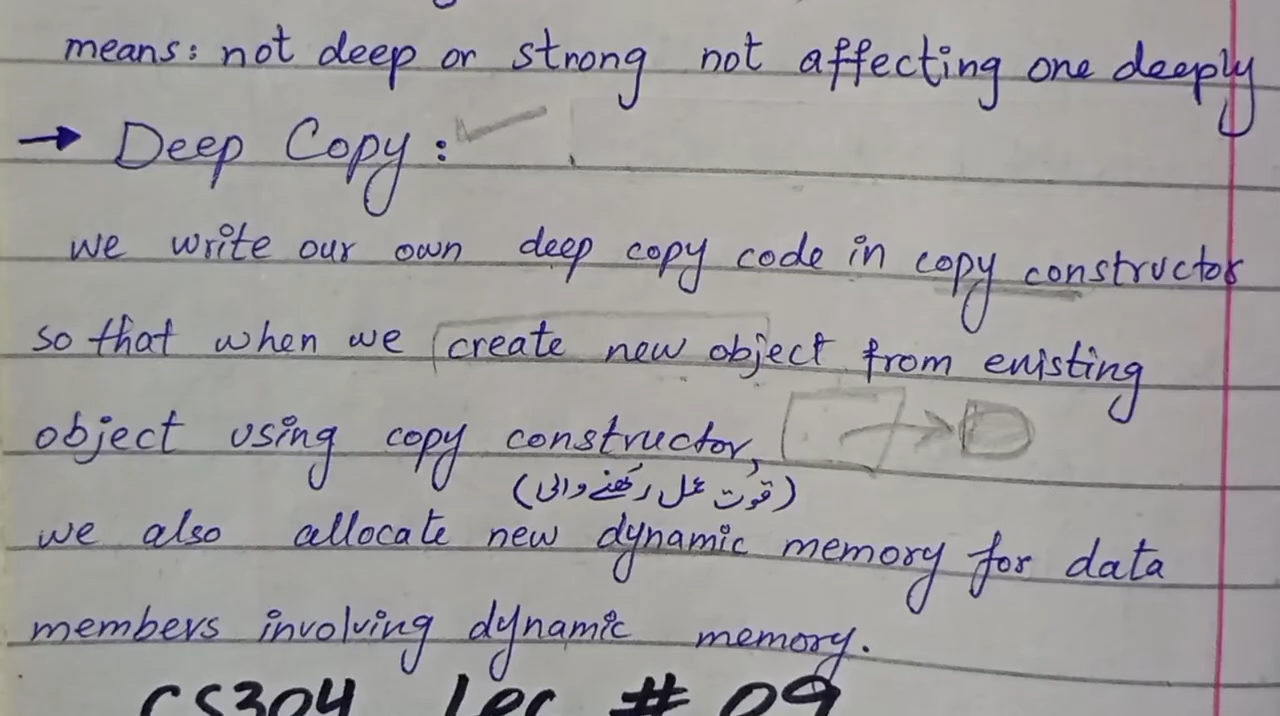 means: not deep or strong not affecting one deeply
→ Deep Copy:
we write our own deep copy code in copy constructor
so that when we create new object from existing
object using copy constructor,
(قوت عمل رکھنے والی)
we also allocate new dynamic memory for data
members involving dynamic memory.
CS304 Lec # 09